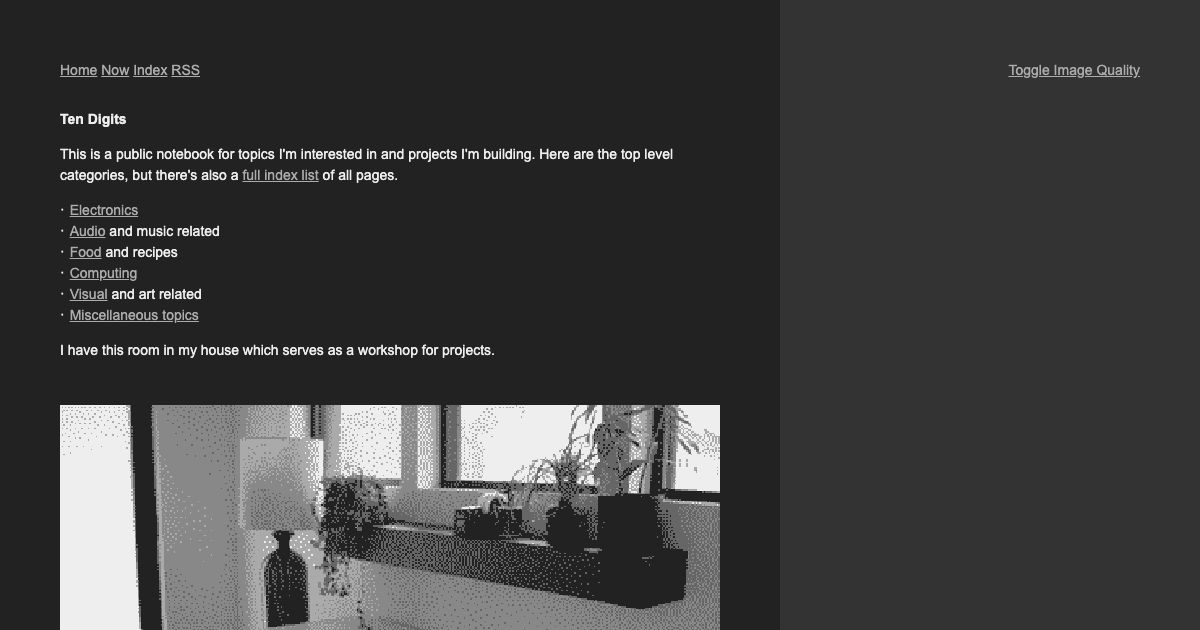 Home Now Index RSS
Toggle Image Quality
Ten Digits
This is a public notebook for topics I'm interested in and projects I'm building. Here are the top level
categories, but there's also a full index list of all pages.
· Electronics
· Audio and music related
· Food and recipes
· Computing
· Visual and art related
· Miscellaneous topics
I have this room in my house which serves as a workshop for projects.